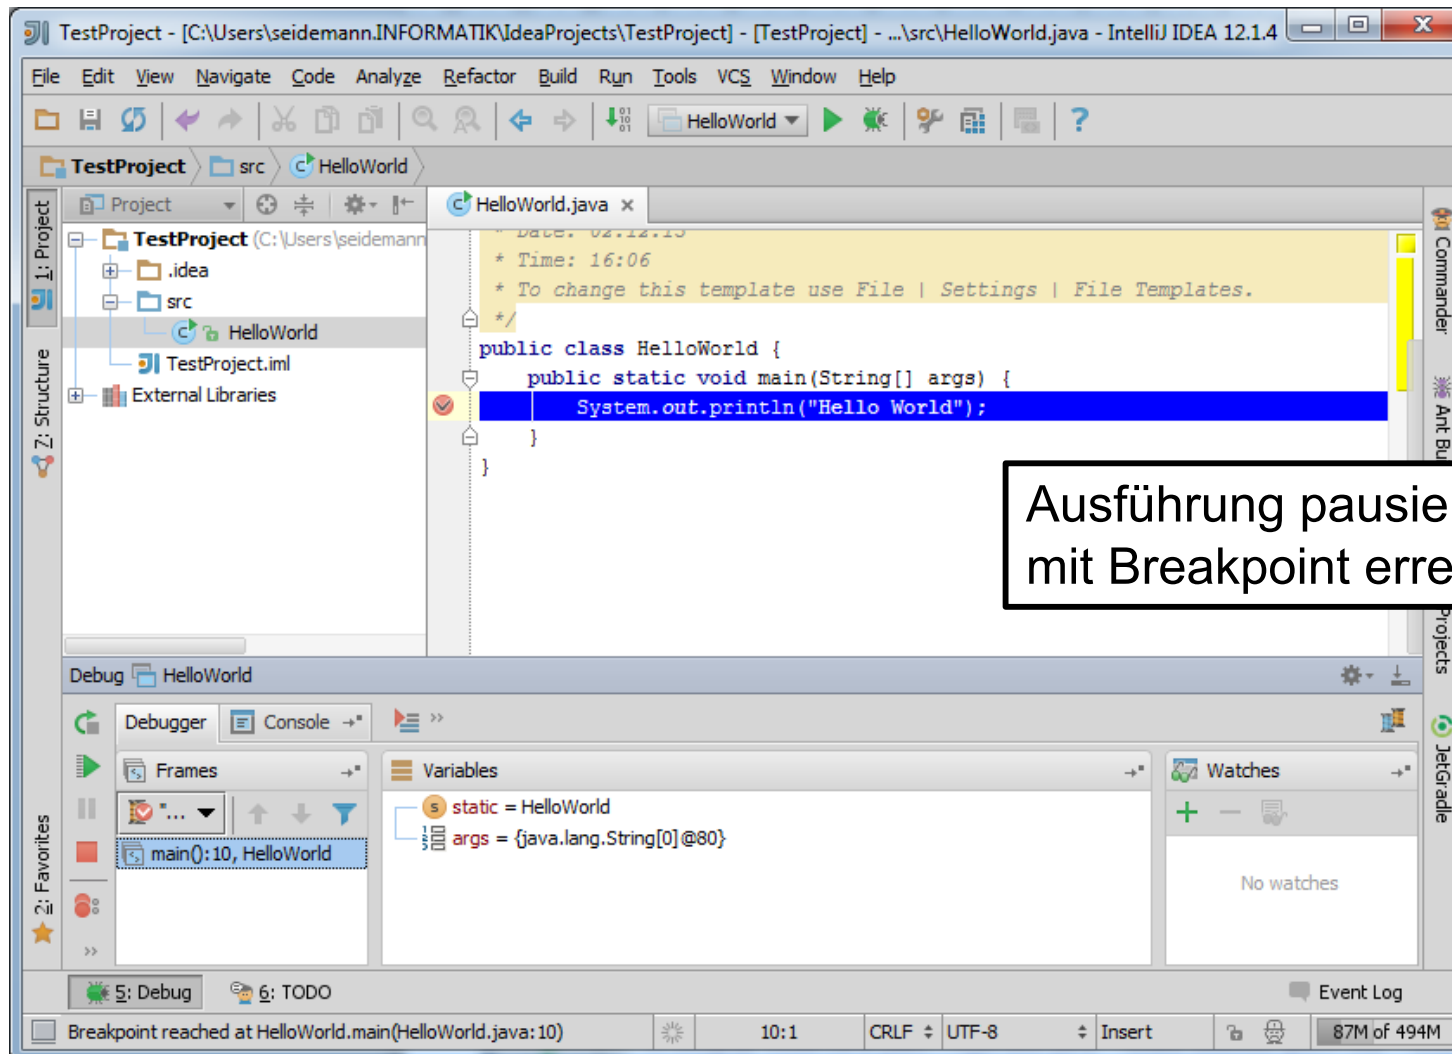 TestProject - [C:\Users\seidemann.INFORMATIK\IdeaProjects\TestProject] - [TestProject] - ...\src\HelloWorld.java - IntelliJ IDEA 12.1.4
File Edit View Navigate Code Analyze Refactor Build Run Tools VCS Window Help
HelloWorld
TestProject src HelloWorld
1: Project
Project
HelloWorld.java
TestProject (C:\Users\seidemann
.idea
src
HelloWorld
TestProject.iml
External Libraries
7: Structure
* Date: 02.12.13
* Time: 16:06
* To change this template use File | Settings | File Templates.
*/
public class HelloWorld {
public static void main(String[] args) {
System.out.println("Hello World");
}
}
Commander
Ant Bu
Ausführung pausie
mit Breakpoint erre
Projects
JetGradle
Debug HelloWorld
Debugger Console
Frames
"...
main():10, HelloWorld
Variables
static = HelloWorld
args = {java.lang.String[0]@80}
Watches
No watches
2: Favorites
5: Debug 6: TODO Event Log
Breakpoint reached at HelloWorld.main(HelloWorld.java:10) 10:1 CRLF UTF-8 Insert 87M of 494M